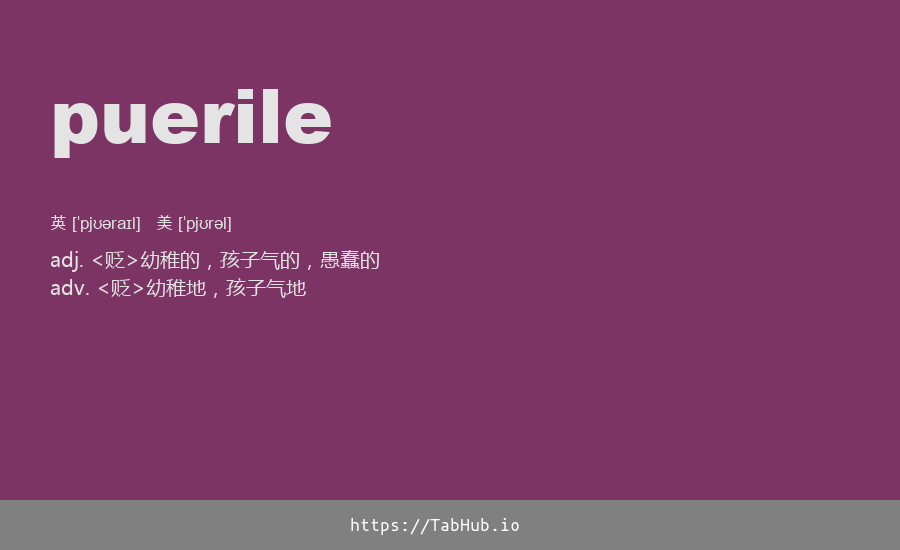 puerile
英 [ˈpjʊəraɪl] 美 [ˈpjʊrəl]
adj. <贬>幼稚的，孩子气的，愚蠢的
adv. <贬>幼稚地，孩子气地
https://TabHub.io